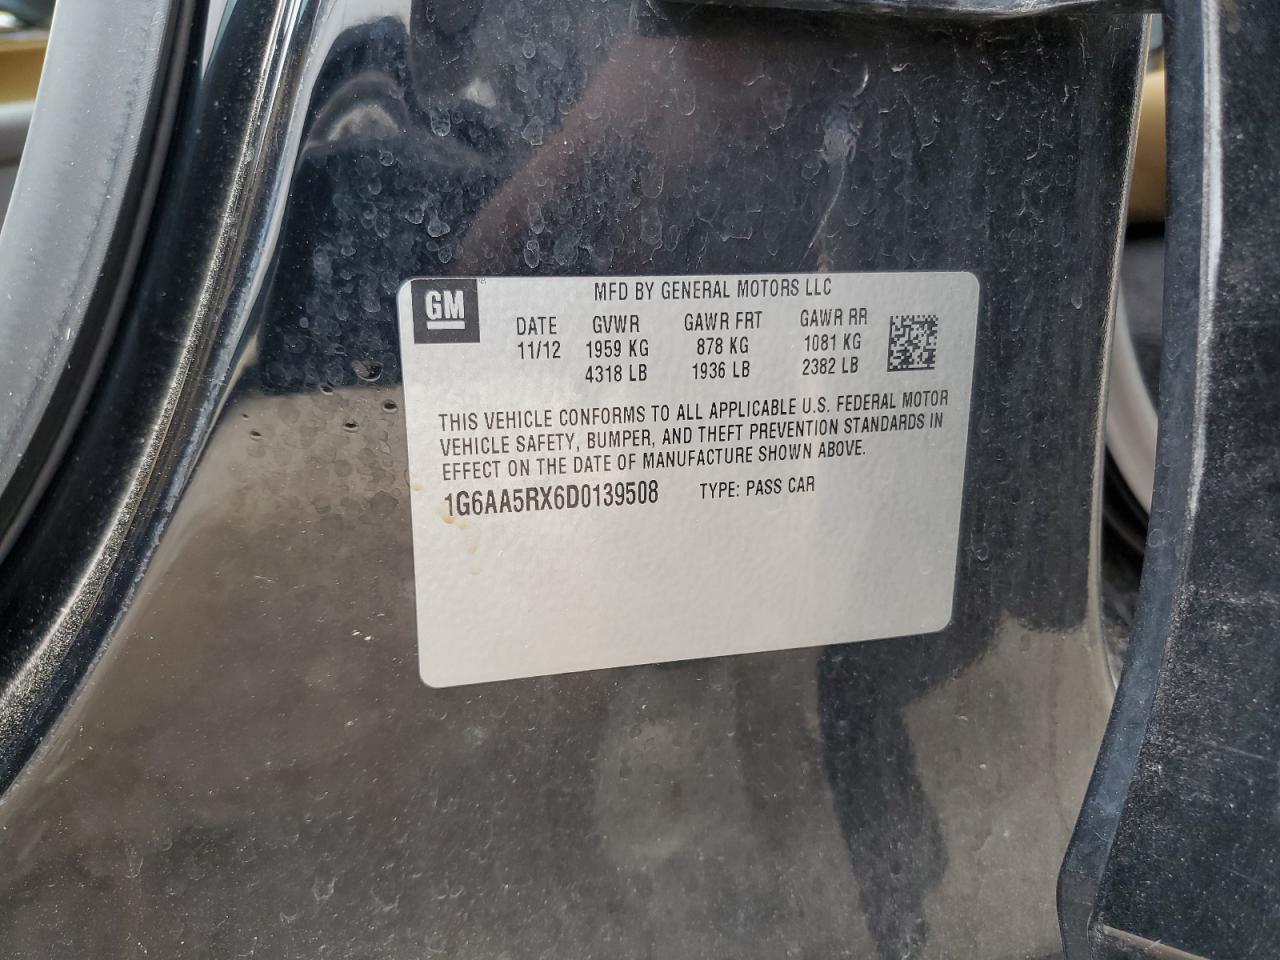 GM
MFD BY GENERAL MOTORS LLC
DATE GVWR GAWR FRT GAWR RR
11/12 1959 KG 878 KG 1081 KG
4318 LB 1936 LB 2382 LB
THIS VEHICLE CONFORMS TO ALL APPLICABLE U.S. FEDERAL MOTOR
VEHICLE SAFETY, BUMPER, AND THEFT PREVENTION STANDARDS IN
EFFECT ON THE DATE OF MANUFACTURE SHOWN ABOVE.
1G6AA5RX6D0139508 TYPE: PASS CAR